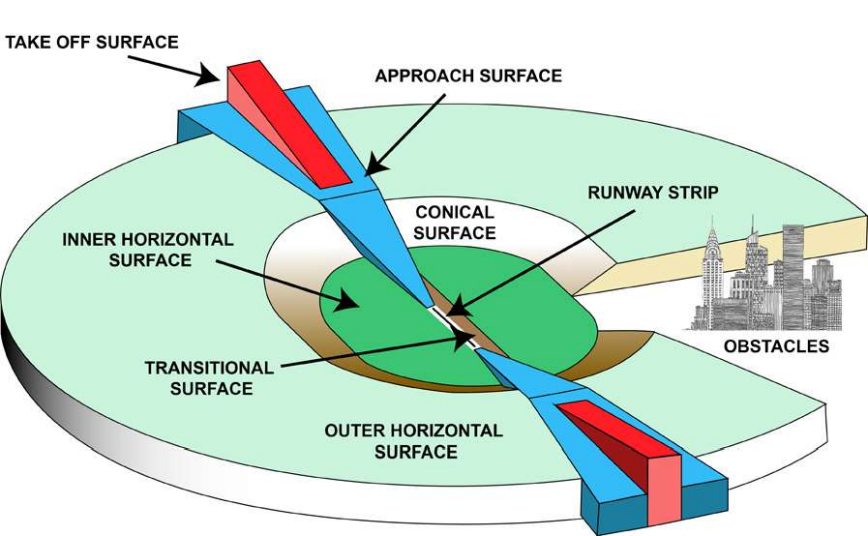 TAKE OFF SURFACE
APPROACH SURFACE
RUNWAY STRIP
CONICAL
SURFACE
INNER HORIZONTAL
SURFACE
OBSTACLES
TRANSITIONAL
SURFACE
OUTER HORIZONTAL
SURFACE